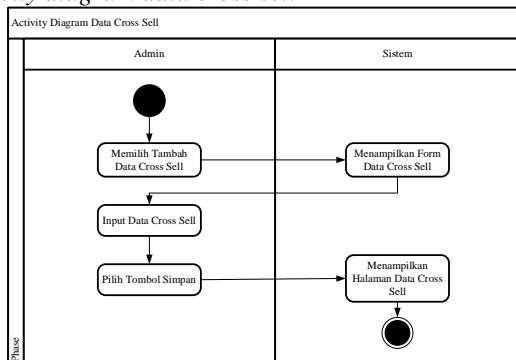 Activity Diagram Data Cross Sell
Admin
Sistem
Memilih Tambah
Data Cross Sell
Menampilkan Form
Data Cross Sell
Input Data Cross Sell
Pilih Tombol Simpan
Menampilkan
Halaman Data Cross
Sell
Phase